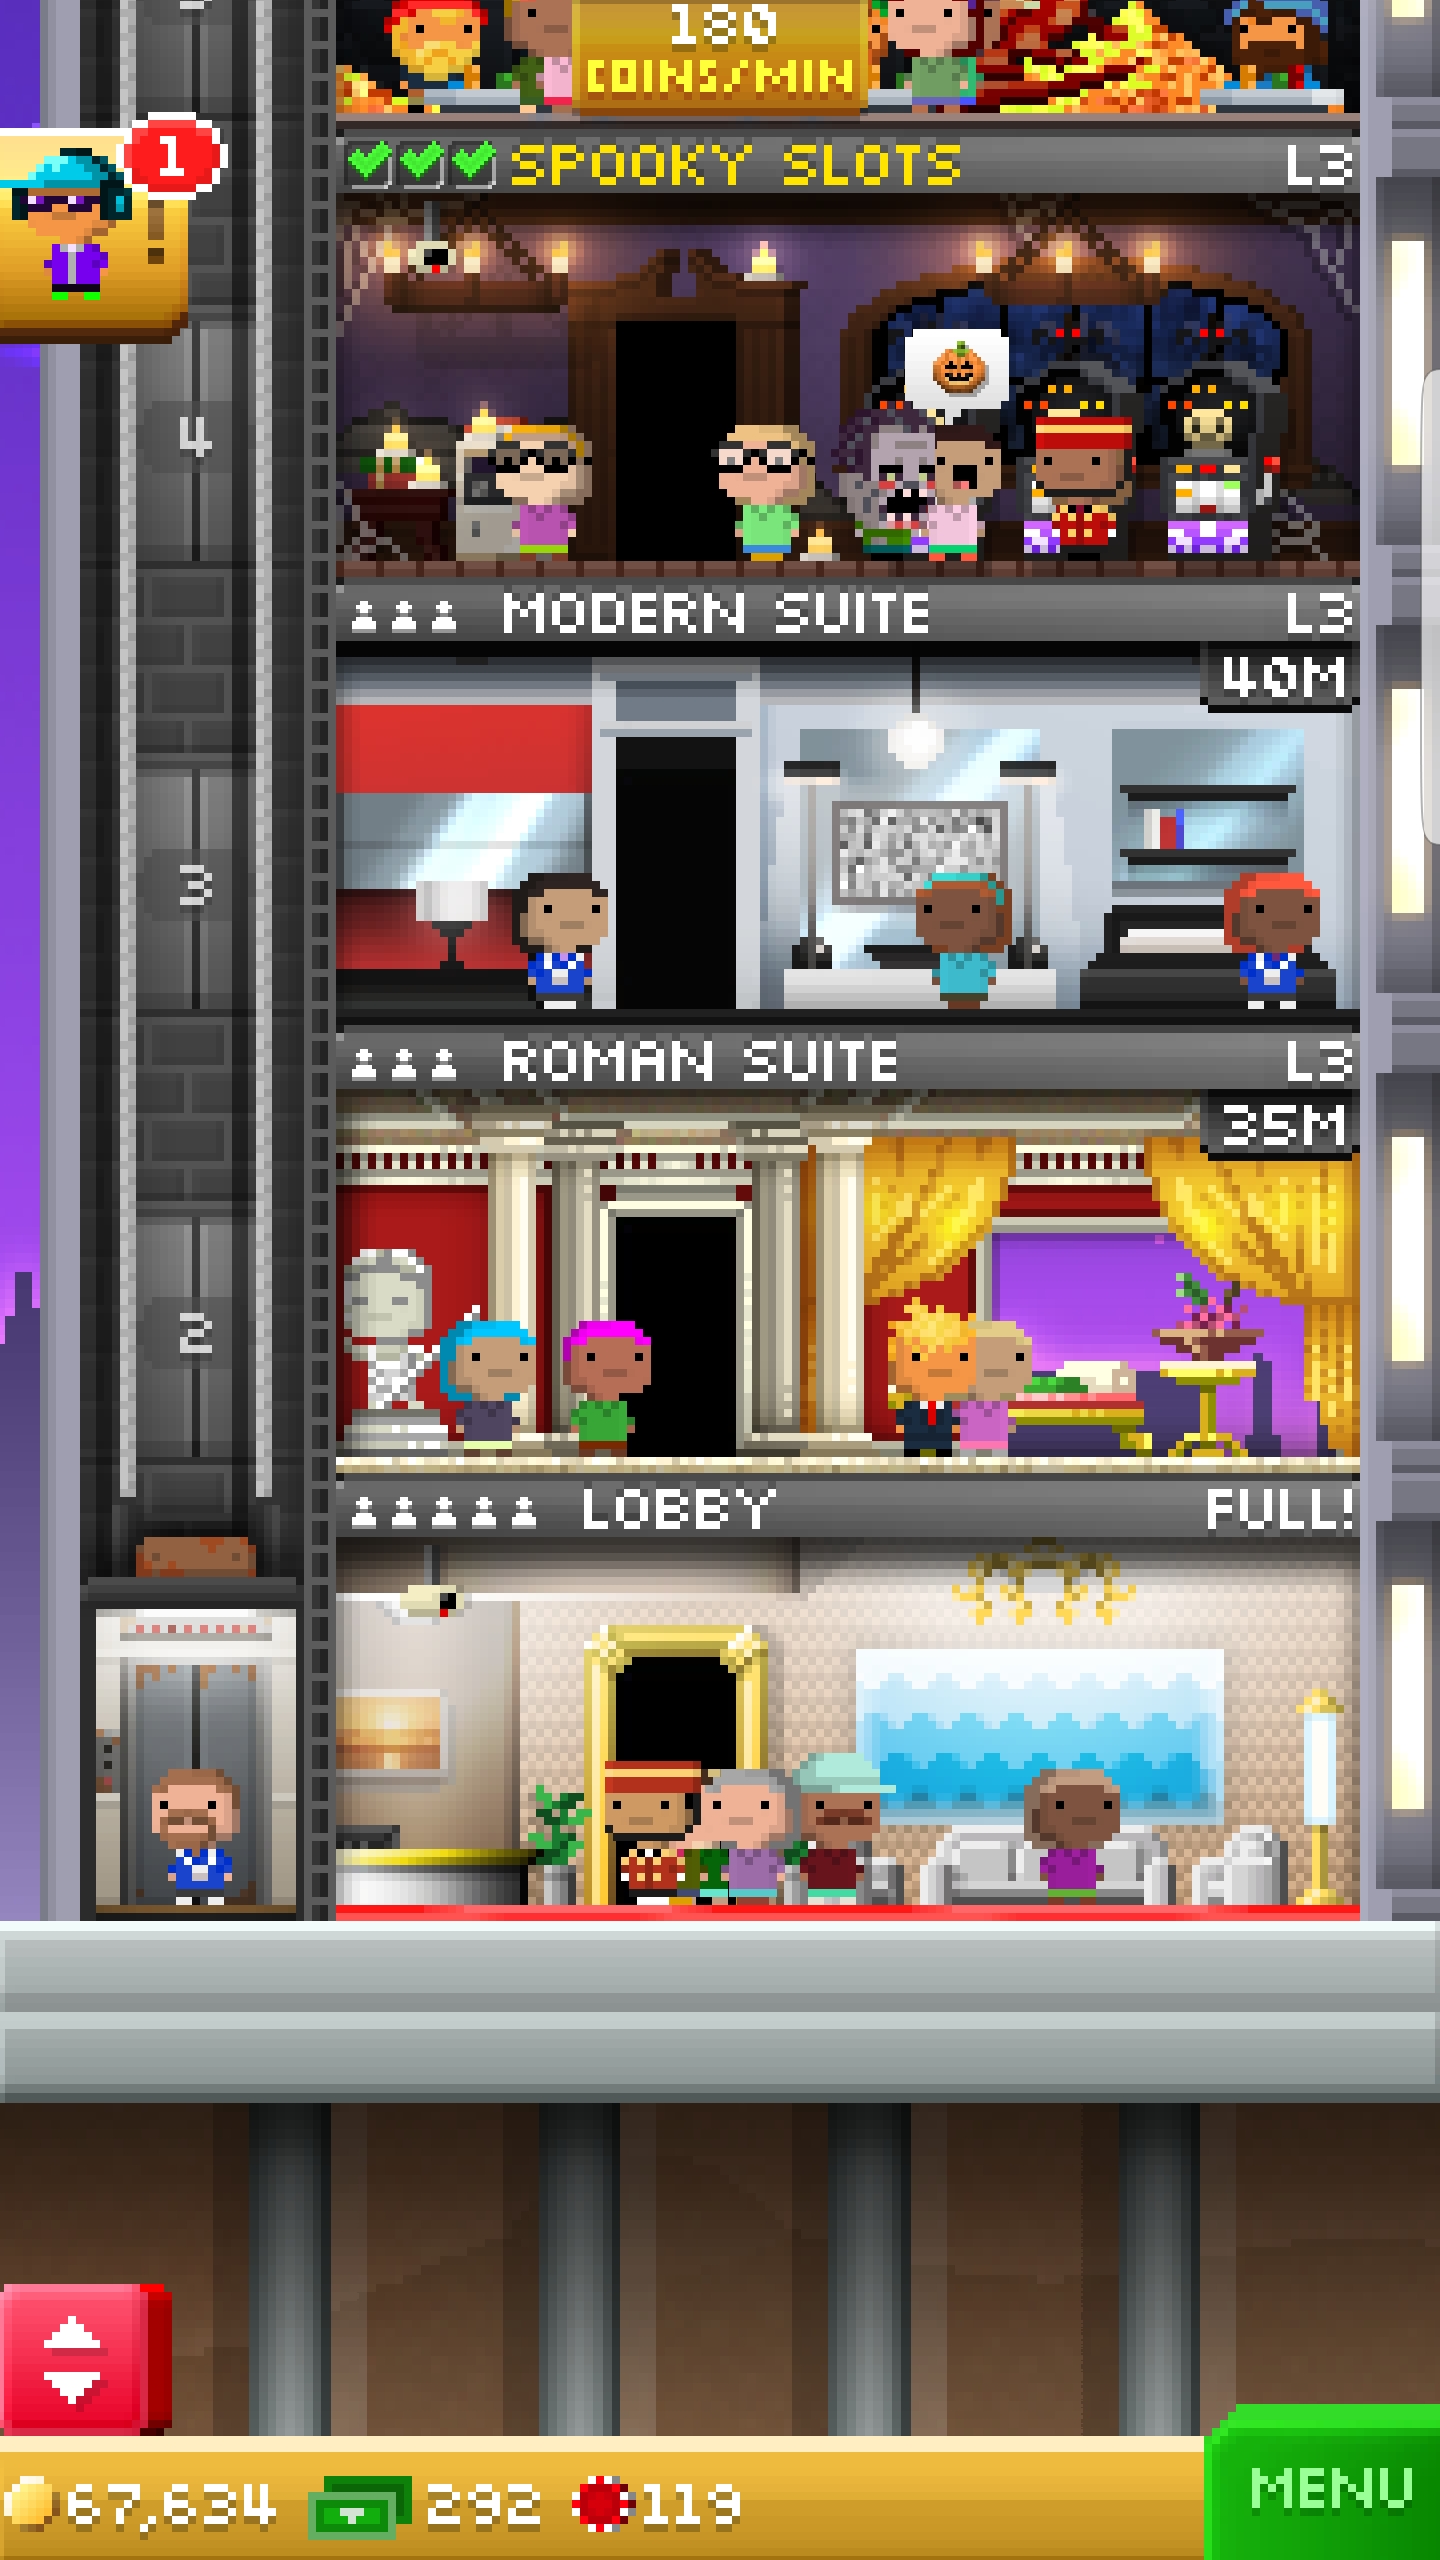 180
COINS/MIN
1
SPOOKY SLOTS L3
4
MODERN SUITE L3
40M
3
ROMAN SUITE L3
35M
2
LOBBY FULL!
67,634 292 119
MENU